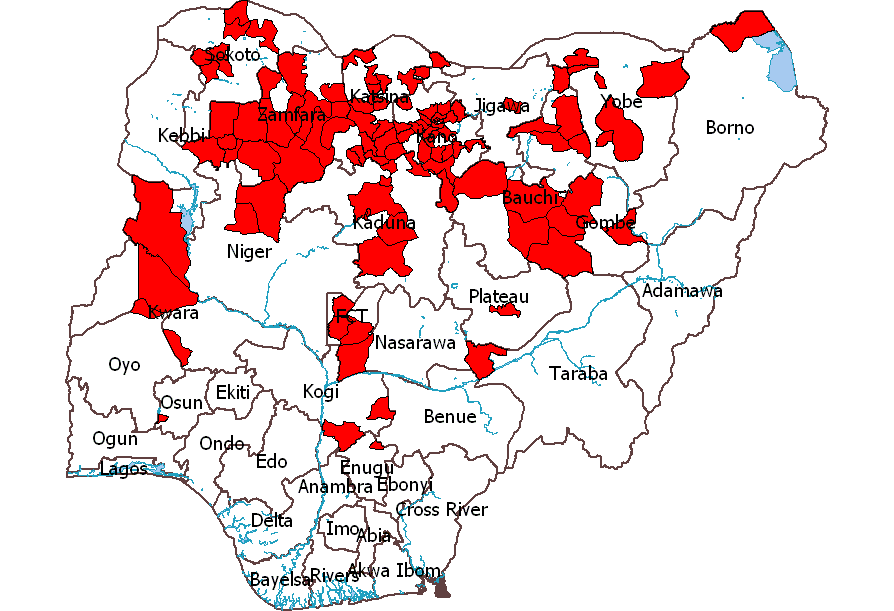 Sokoto
Katsina
Jigawa
Yobe
Zamfara
Kebbi
Kano
Borno
Bauchi
Kaduna
Gombe
Niger
Plateau
Adamawa
Kwara
FCT
Nasarawa
Oyo
Taraba
Kogi
Ekiti
Osun
Benue
Ogun
Ondo
Edo
Lagos
Enugu
Anambra
Ebonyi
Cross River
Delta
Imo
Abia
Bayelsa
Rivers
Akwa Ibom